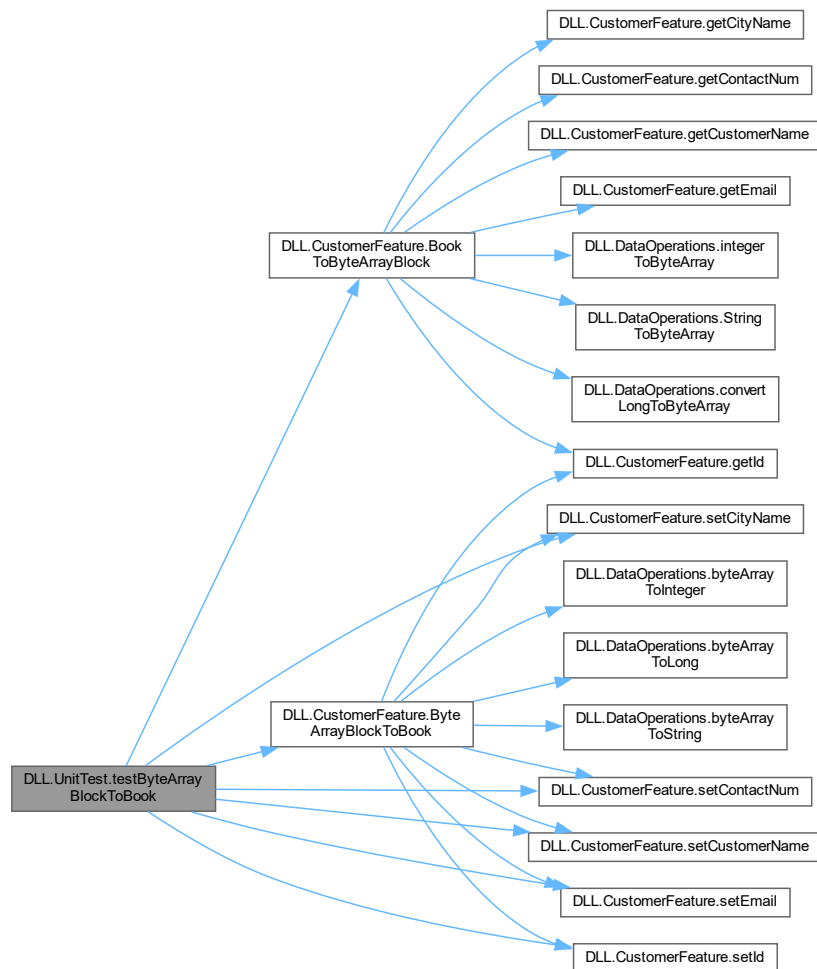 DLL.CustomerFeature.getCityName
DLL.CustomerFeature.getContactNum
DLL.CustomerFeature.getCustomerName
DLL.CustomerFeature.getEmail
DLL.CustomerFeature.Book
ToByteArrayBlock
DLL.DataOperations.integer
ToByteArray
DLL.DataOperations.String
ToByteArray
DLL.DataOperations.convert
LongToByteArray
DLL.CustomerFeature.getId
DLL.CustomerFeature.setCityName
DLL.DataOperations.byteArray
ToInteger
DLL.DataOperations.byteArray
ToLong
DLL.CustomerFeature.Byte
ArrayBlockToBook
DLL.DataOperations.byteArray
ToString
DLL.UnitTest.testByteArray
BlockToBook
DLL.CustomerFeature.setContactNum
DLL.CustomerFeature.setCustomerName
DLL.CustomerFeature.setEmail
DLL.CustomerFeature.setId